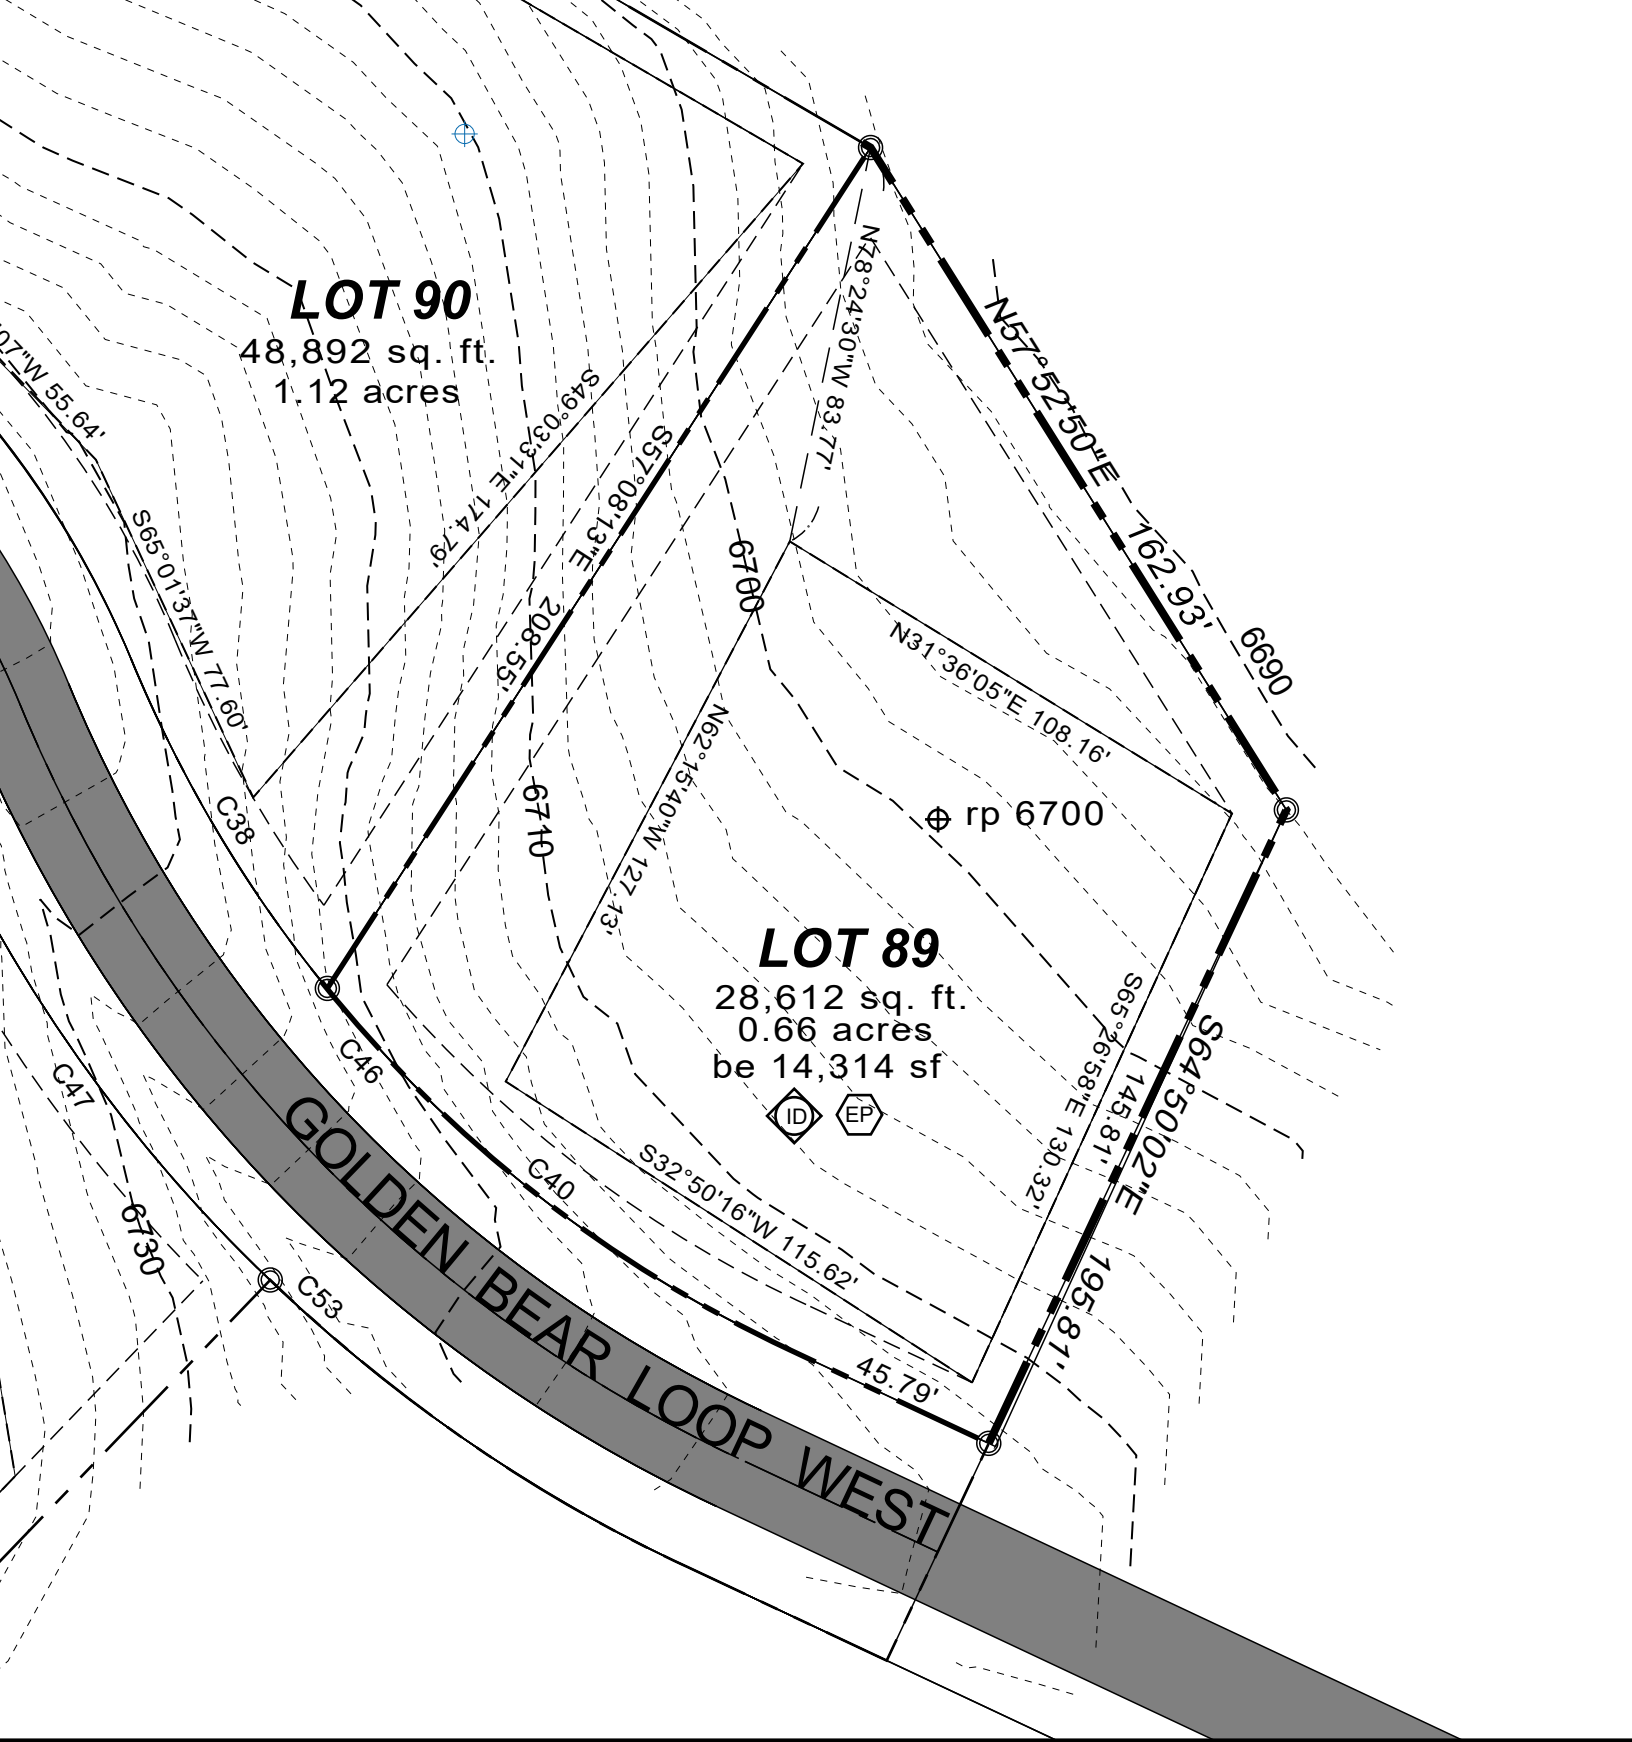 LOT 90
48,892 sq. ft.
1.12 acres
07"W 55.64'
S65°01'37"W 77.60'
S49°03'31"E 174.79'
S57°08'13"E
208.55'
N78°24'30"W 83.77'
N57°52'50"E
162.93'
6690
6700
N31°36'05"E 108.16'
N62°15'40"W 127.13'
6710
rp 6700
C38
LOT 89
28,612 sq. ft.
0.66 acres
be 14,314 sf
ID
EP
S65°26'58"E 130.32'
145.81'
S64°50'02"E
195.81'
C46
C47
C40
S32°50'16"W 115.62'
6730
C53
45.79'
GOLDEN BEAR LOOP WEST